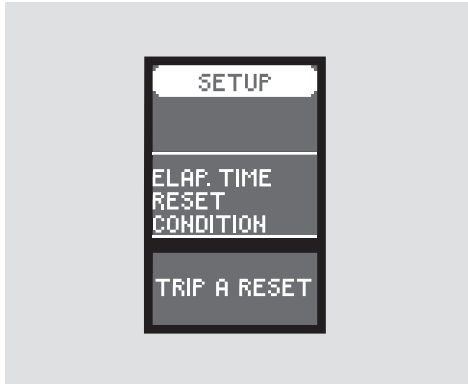 SETUP
ELAP. TIME
RESET
CONDITION
TRIP A RESET